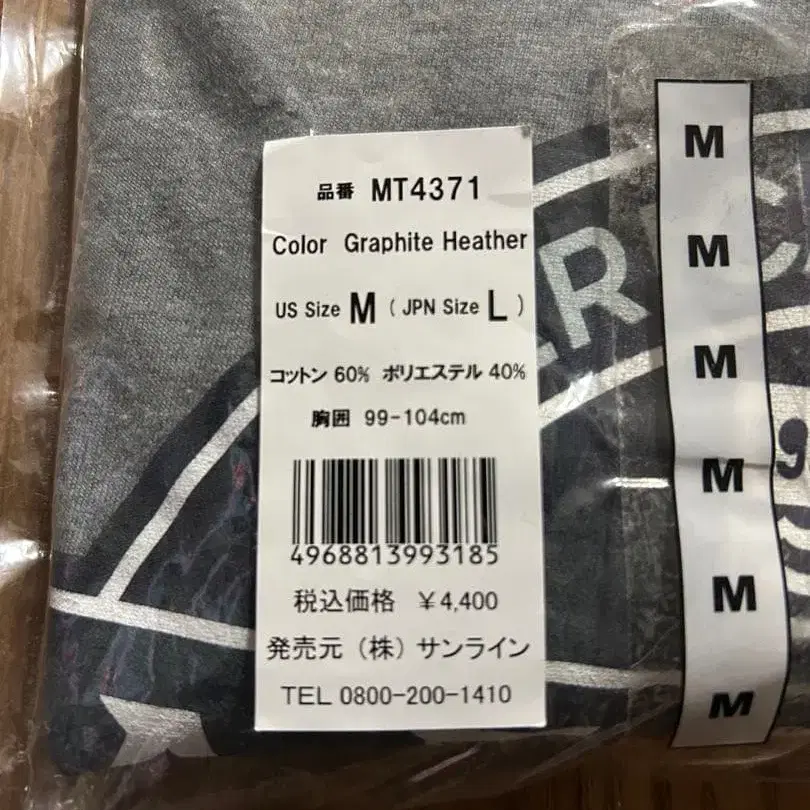 品番 MT4371
Color Graphite Heather
US Size M ( JPN Size L )
コットン 60% ポリエステル 40%
胸囲 99-104cm
4968813993185
税込価格 ¥4,400
発売元 (株) サンライン
TEL 0800-200-1410
M
M
M
M
M
M